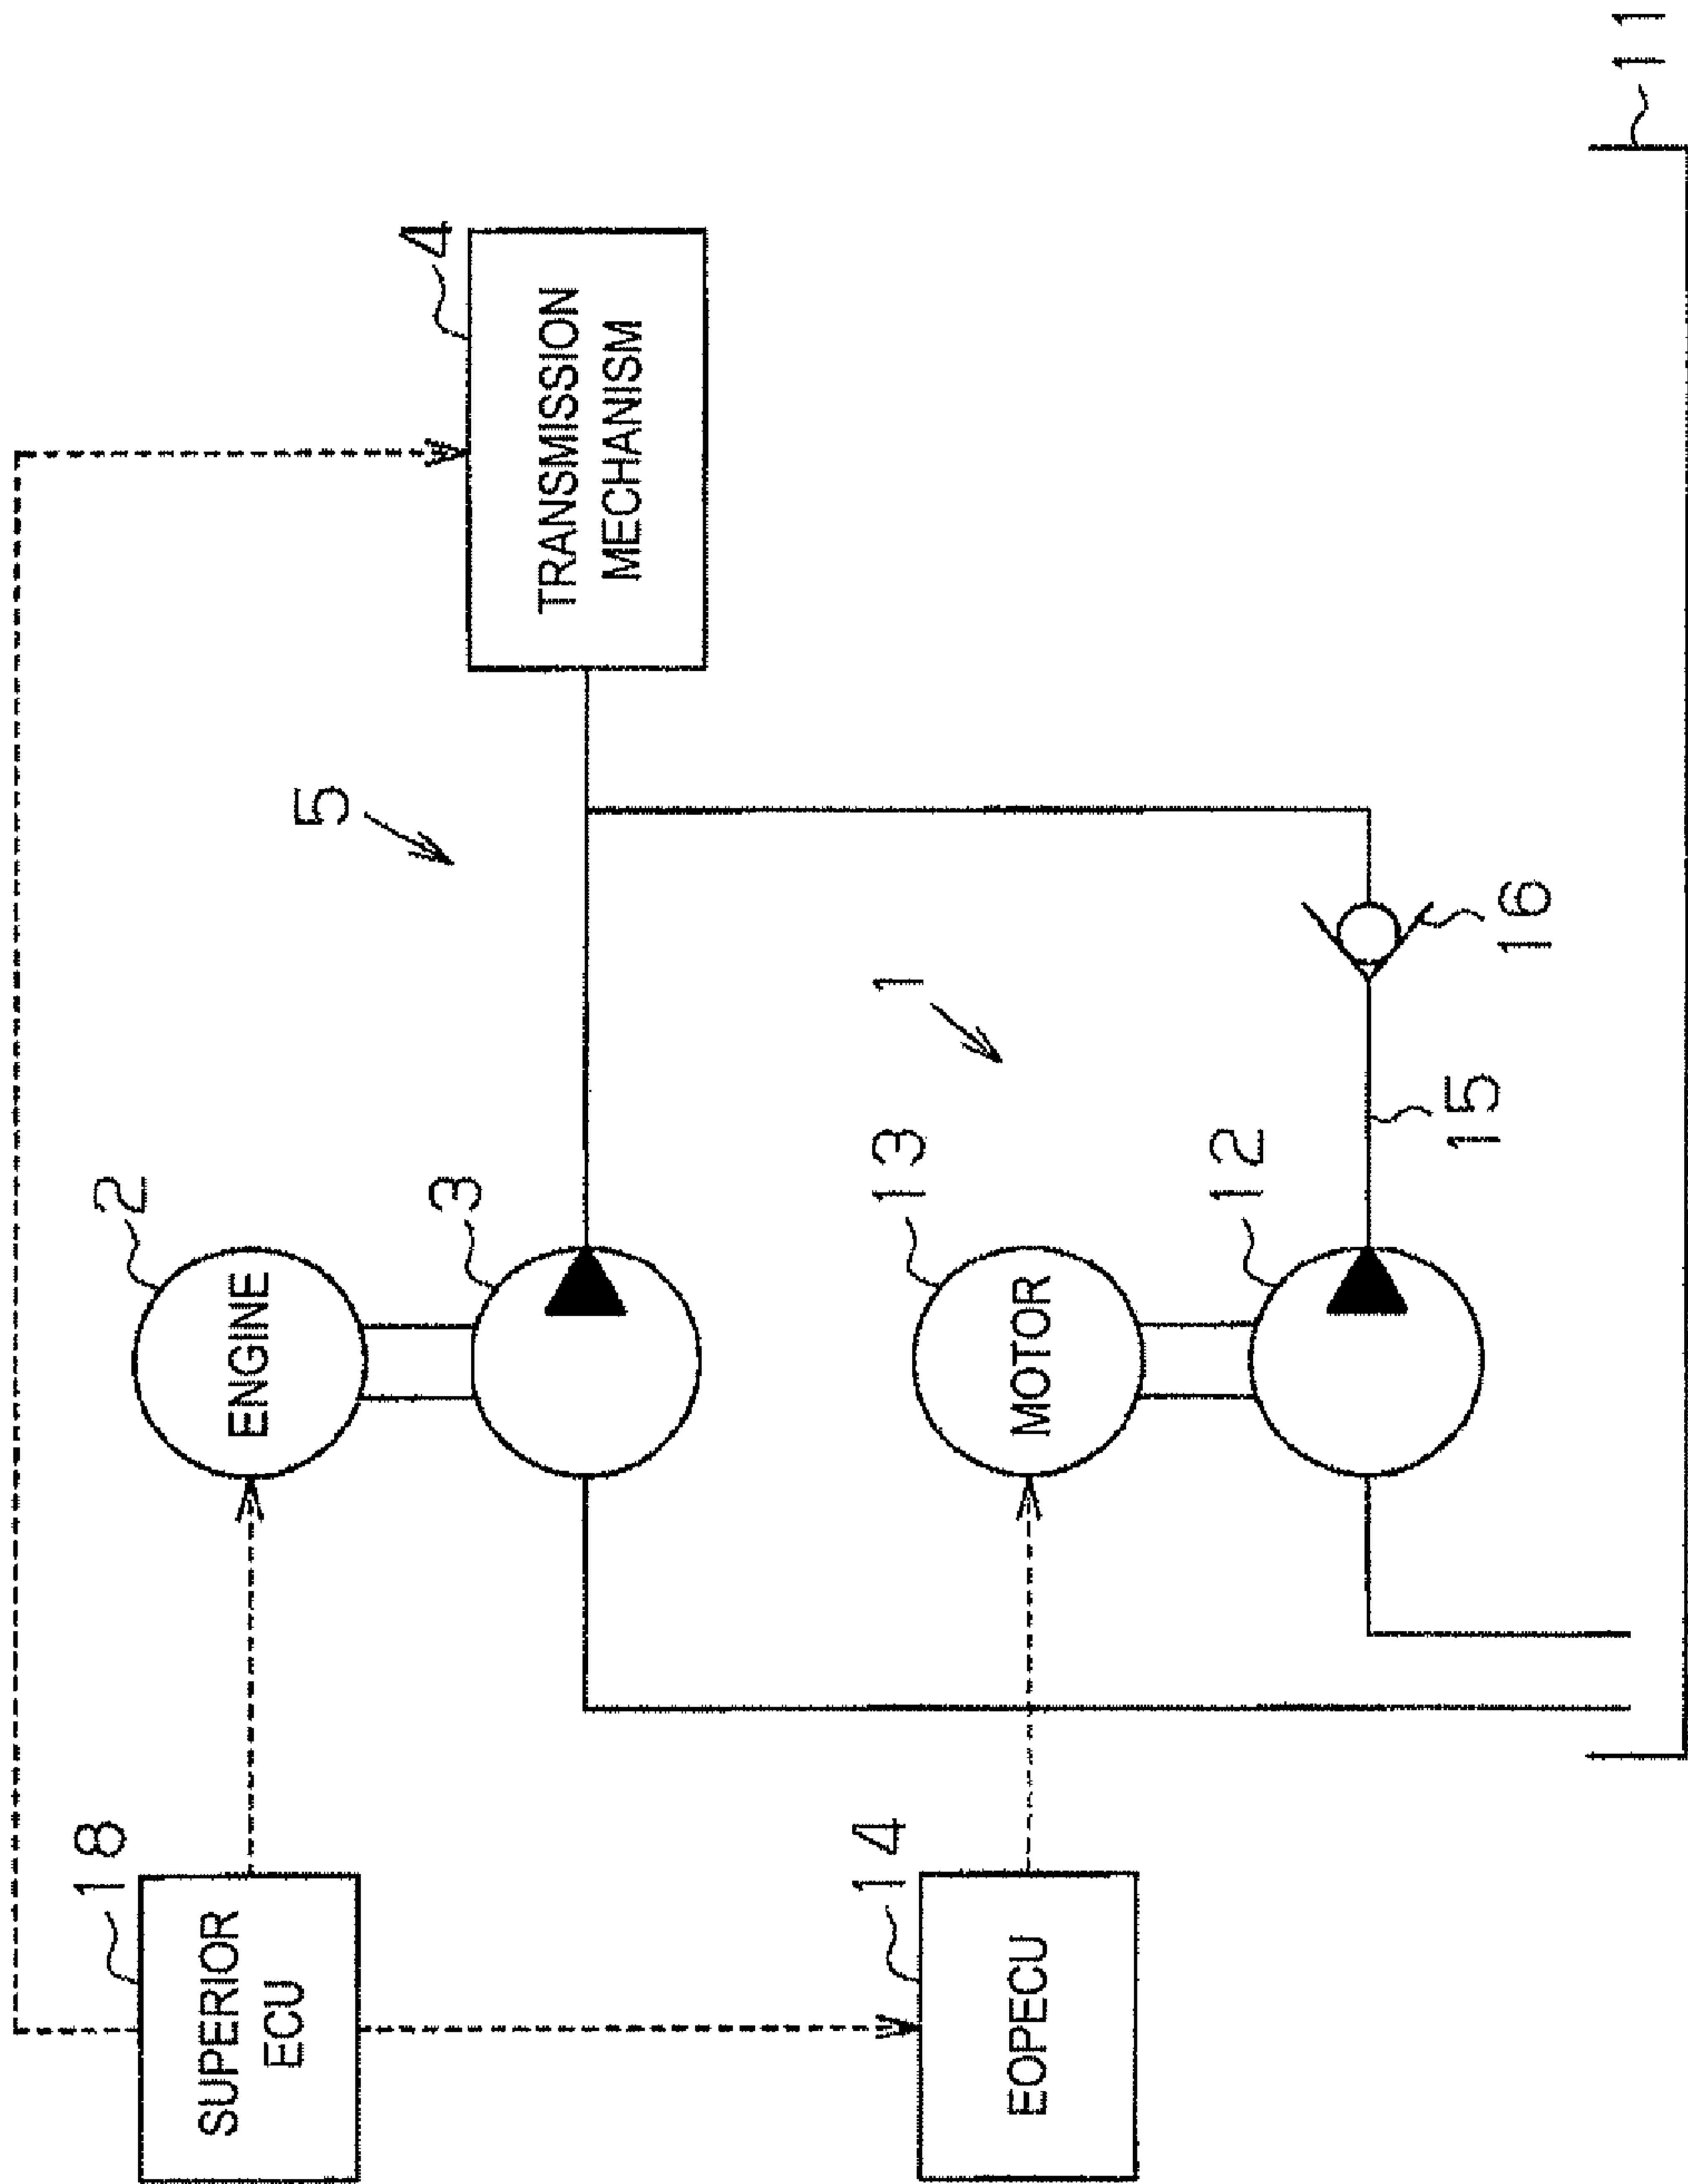 11
4
TRANSMISSION
MECHANISM
5
1
16
15
2
ENGINE
3
13
MOTOR
12
18
SUPERIOR
ECU
14
EOPECU